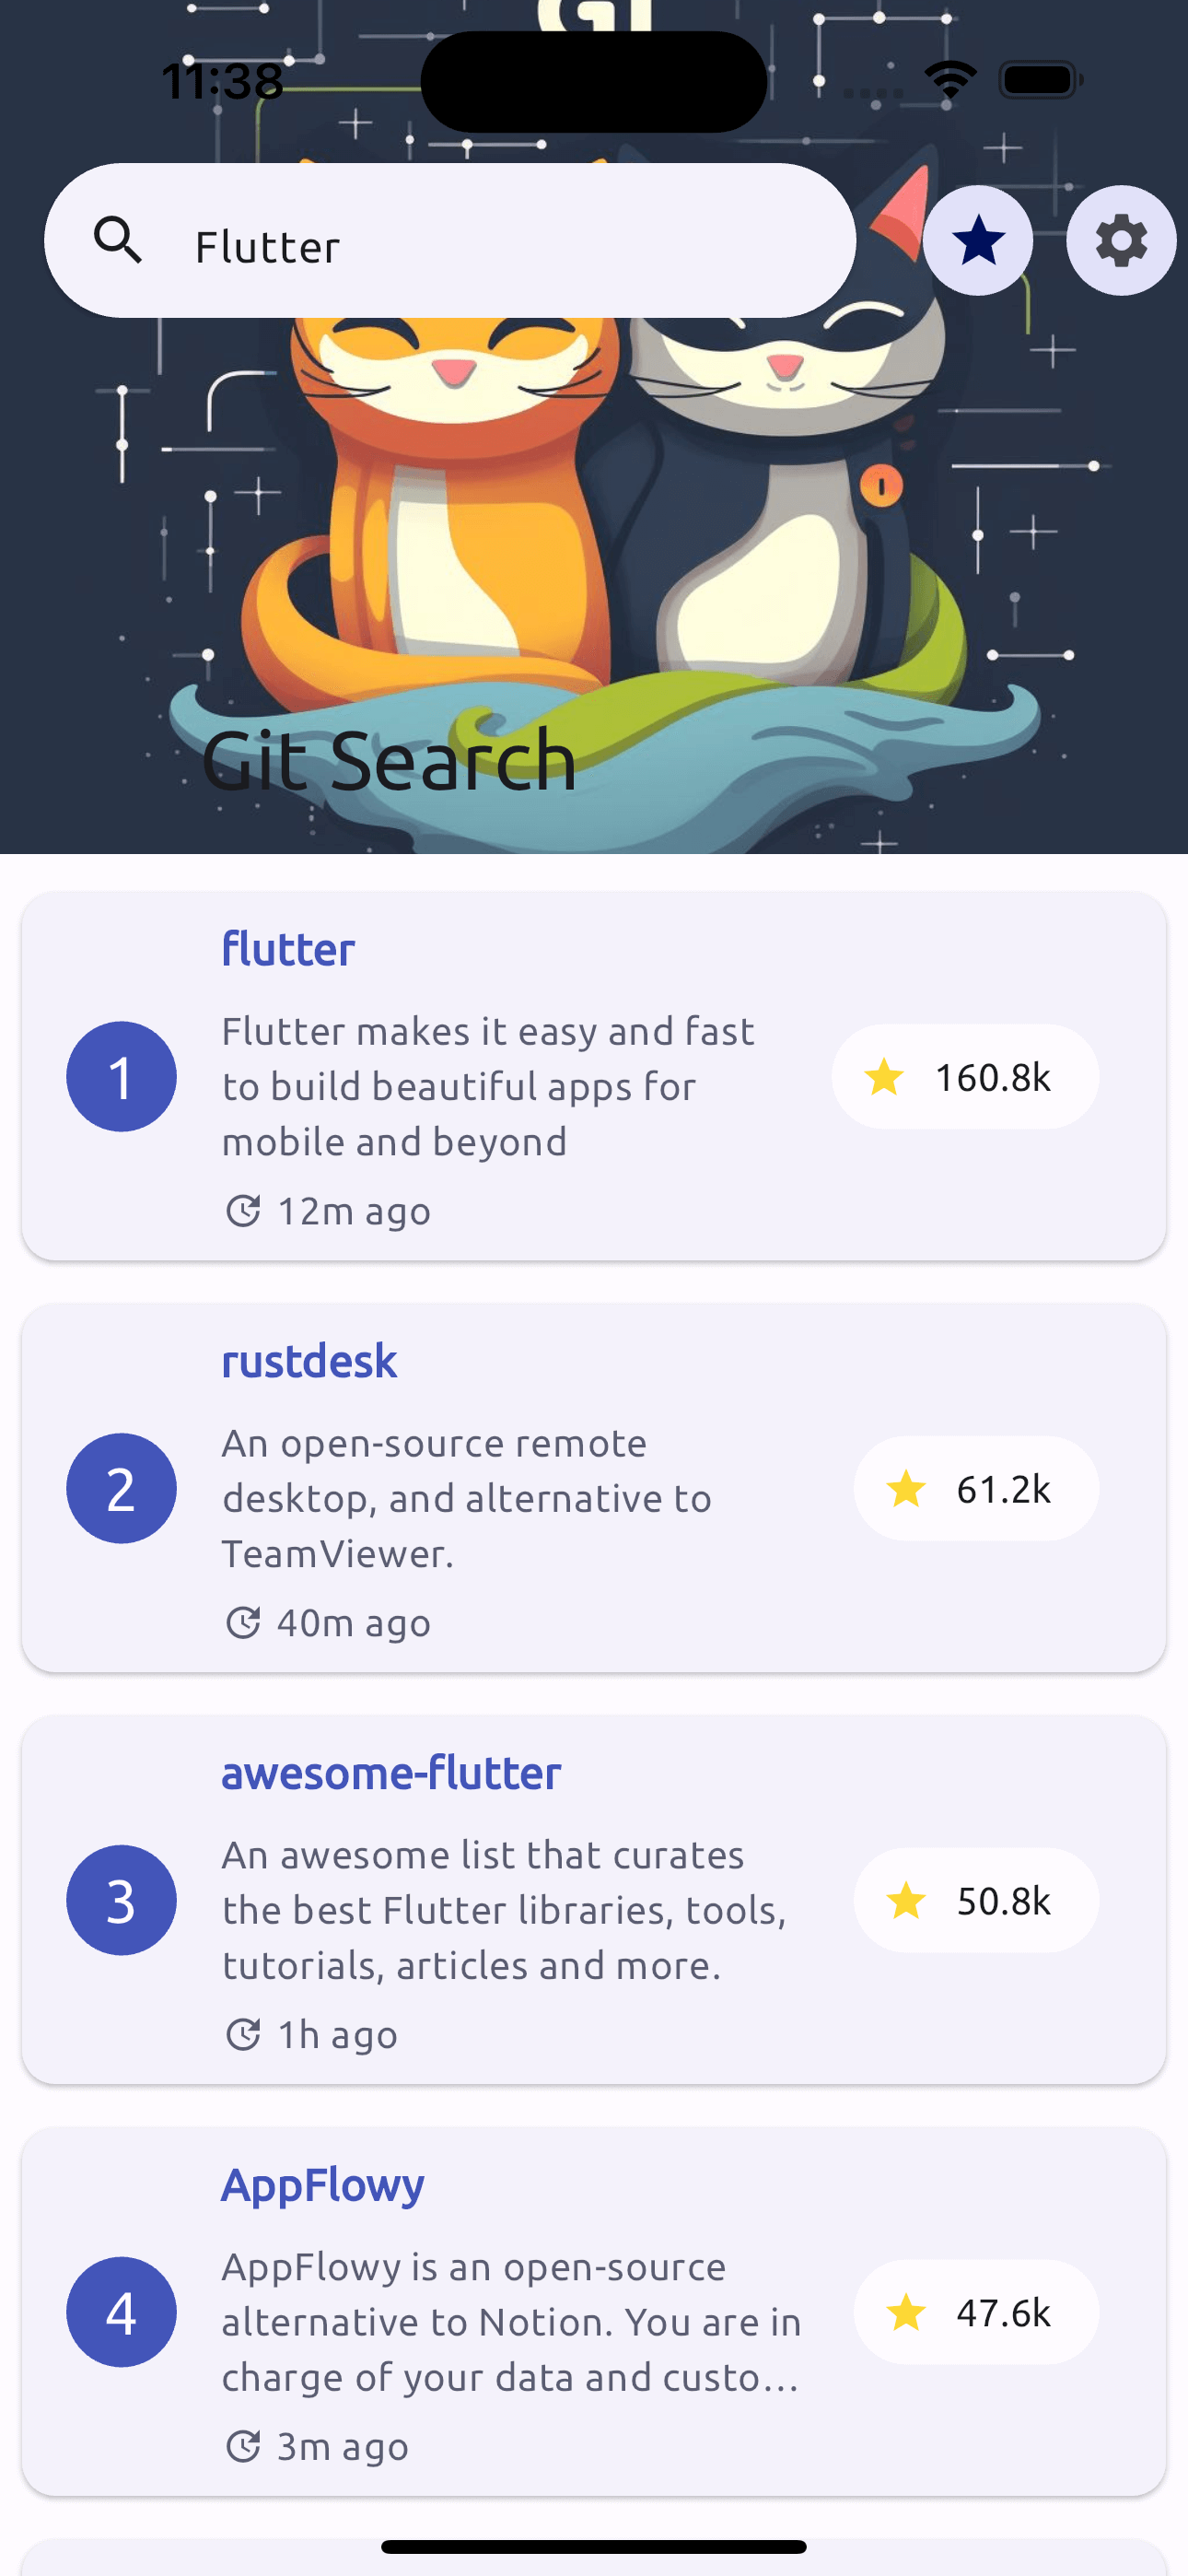 GI
11:38
Flutter
Git Search
flutter
1
Flutter makes it easy and fast
to build beautiful apps for
mobile and beyond
160.8k
12m ago
rustdesk
2
An open-source remote
desktop, and alternative to
TeamViewer.
61.2k
40m ago
awesome-flutter
3
An awesome list that curates
the best Flutter libraries, tools,
tutorials, articles and more.
50.8k
1h ago
AppFlowy
4
AppFlowy is an open-source
alternative to Notion. You are in
charge of your data and custo...
47.6k
3m ago